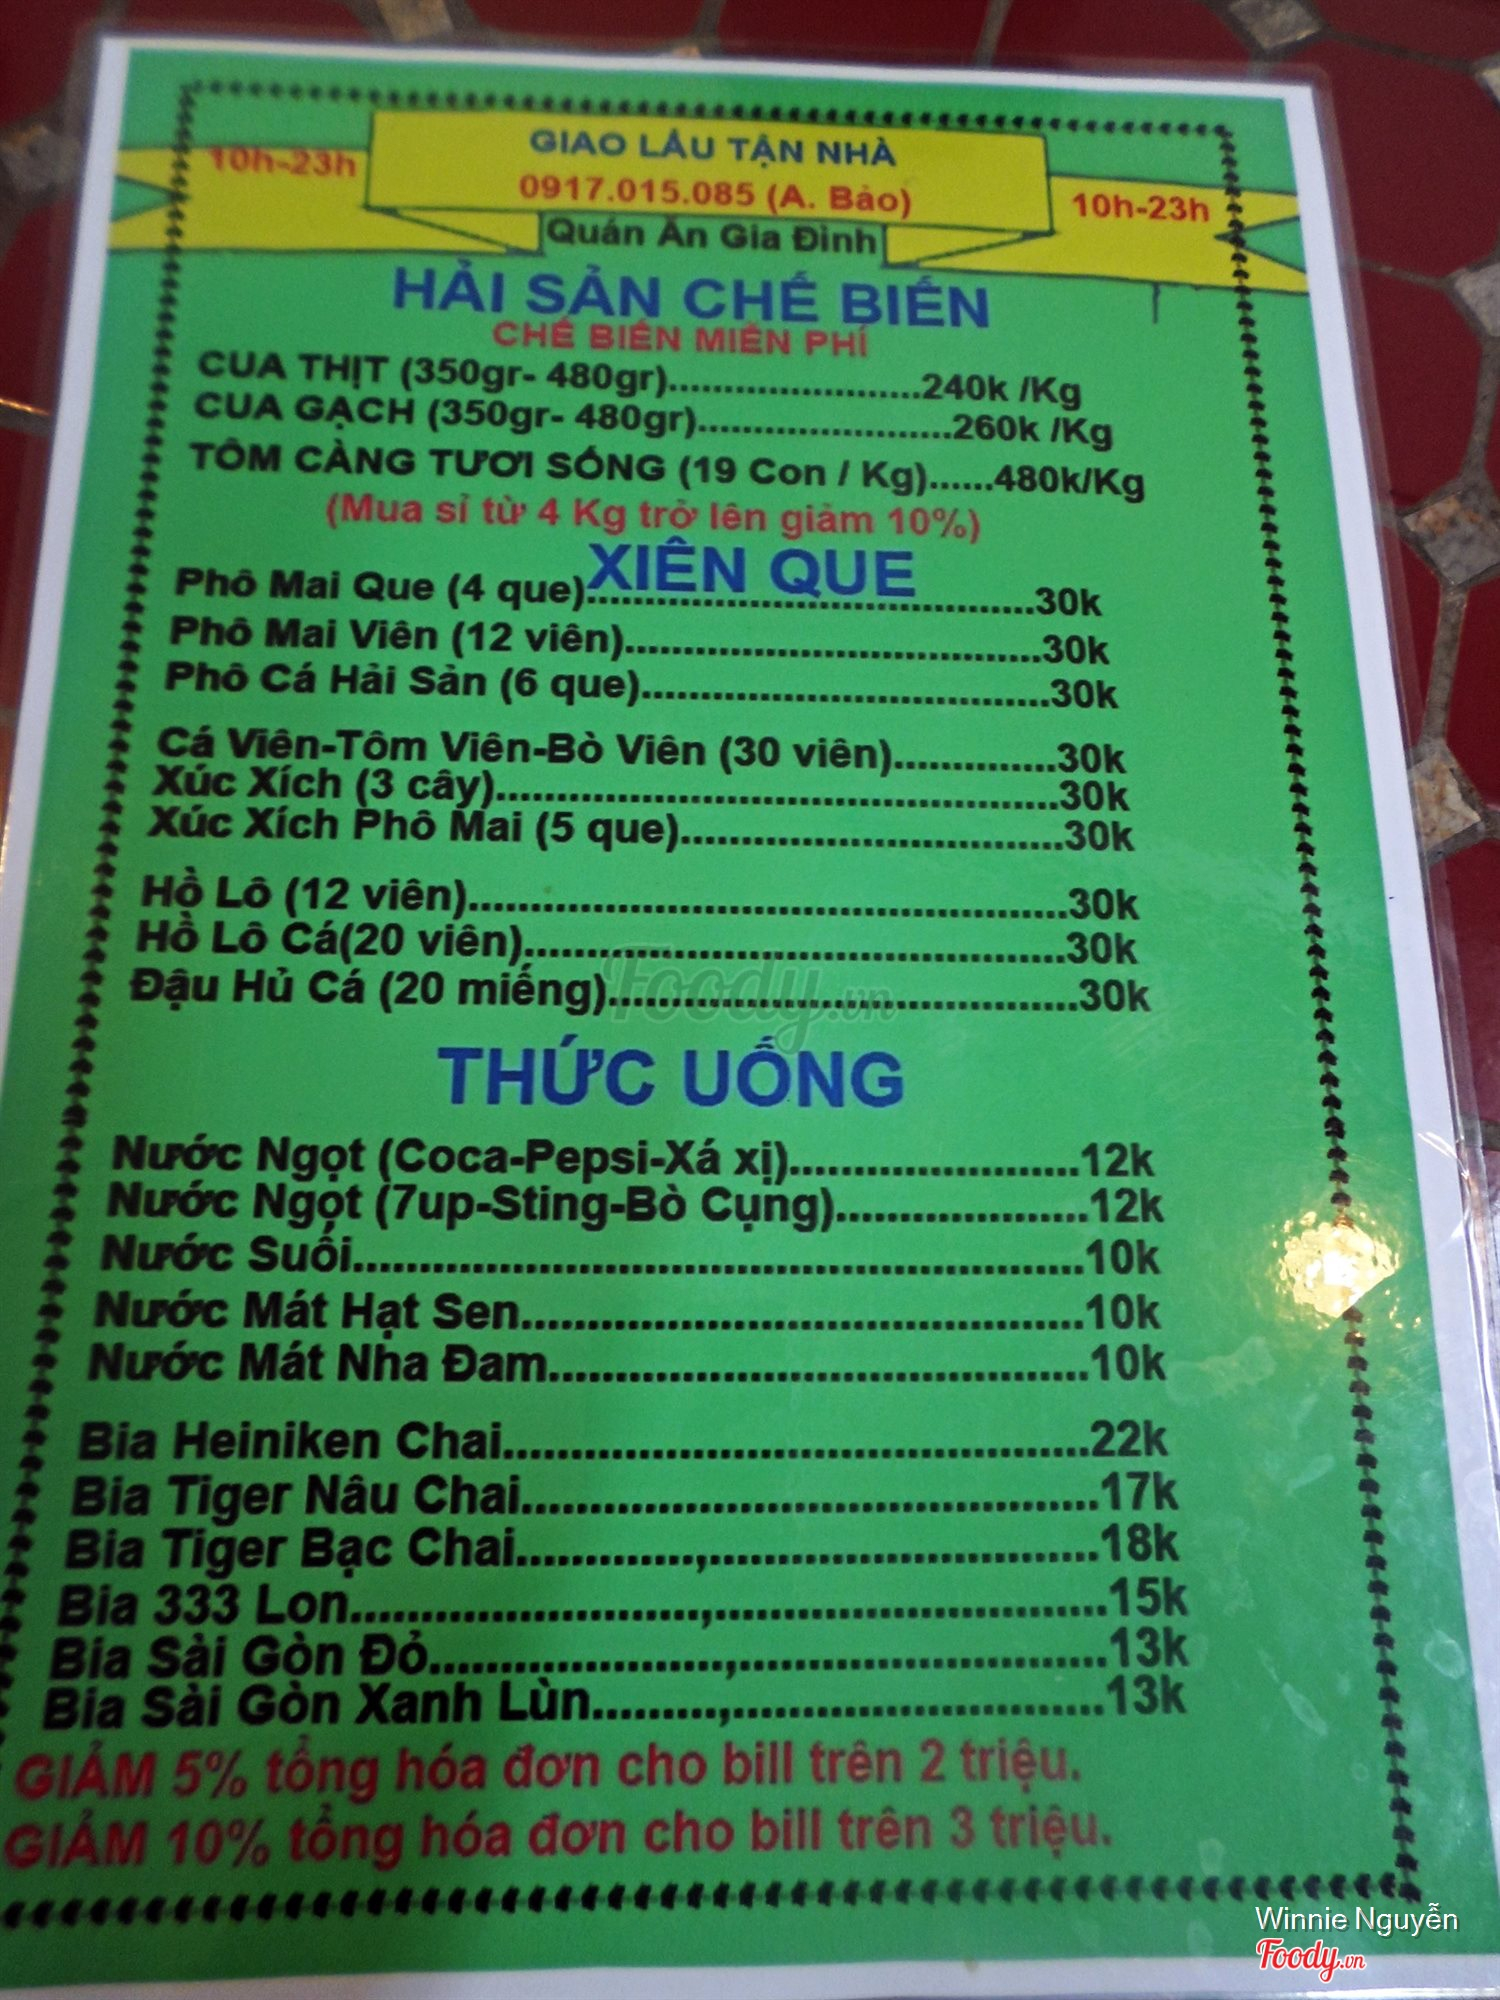 GIAO LẨU TẬN NHÀ
10h-23h
0917.015.085 (A. Bảo)
10h-23h
Quán Ăn Gia Đình
HẢI SẢN CHẾ BIẾN
CHẾ BIẾN MIỄN PHÍ
CUA THỊT (350gr- 480gr)......................240k /Kg
CUA GẠCH (350gr- 480gr)......................260k /Kg
TÔM CÀNG TƯƠI SỐNG (19 Con / Kg)......480k/Kg
(Mua sỉ từ 4 Kg trở lên giảm 10%)
XIÊN QUE
Phô Mai Que (4 que).......................................30k
Phô Mai Viên (12 viên)....................................30k
Phô Cá Hải Sản (6 que)...................................30k
Cá Viên-Tôm Viên-Bò Viên (30 viên)..............30k
Xúc Xích (3 cây)................................................30k
Xúc Xích Phô Mai (5 que).................................30k
Hồ Lô (12 viên)...................................................30k
Hồ Lô Cá(20 viên)..............................................30k
Đậu Hủ Cá (20 miếng)........................................30k
Foody.vn
THỨC UỐNG
Nước Ngọt (Coca-Pepsi-Xá xị)........................12k
Nước Ngọt (7up-Sting-Bò Cụng).....................12k
Nước Suối............................................................10k
Nước Mát Hạt Sen..............................................10k
Nước Mát Nha Đam............................................10k
Bia Heiniken Chai................................................22k
Bia Tiger Nâu Chai...............................................17k
Bia Tiger Bạc Chai..............,................................18k
Bia 333 Lon............................,................................15k
Bia Sài Gòn Đỏ........................,...............................13k
Bia Sài Gòn Xanh Lùn..........,..............................13k
GIẢM 5% tổng hóa đơn cho bill trên 2 triệu.
GIẢM 10% tổng hóa đơn cho bill trên 3 triệu.
Winnie Nguyễn
Foody.vn